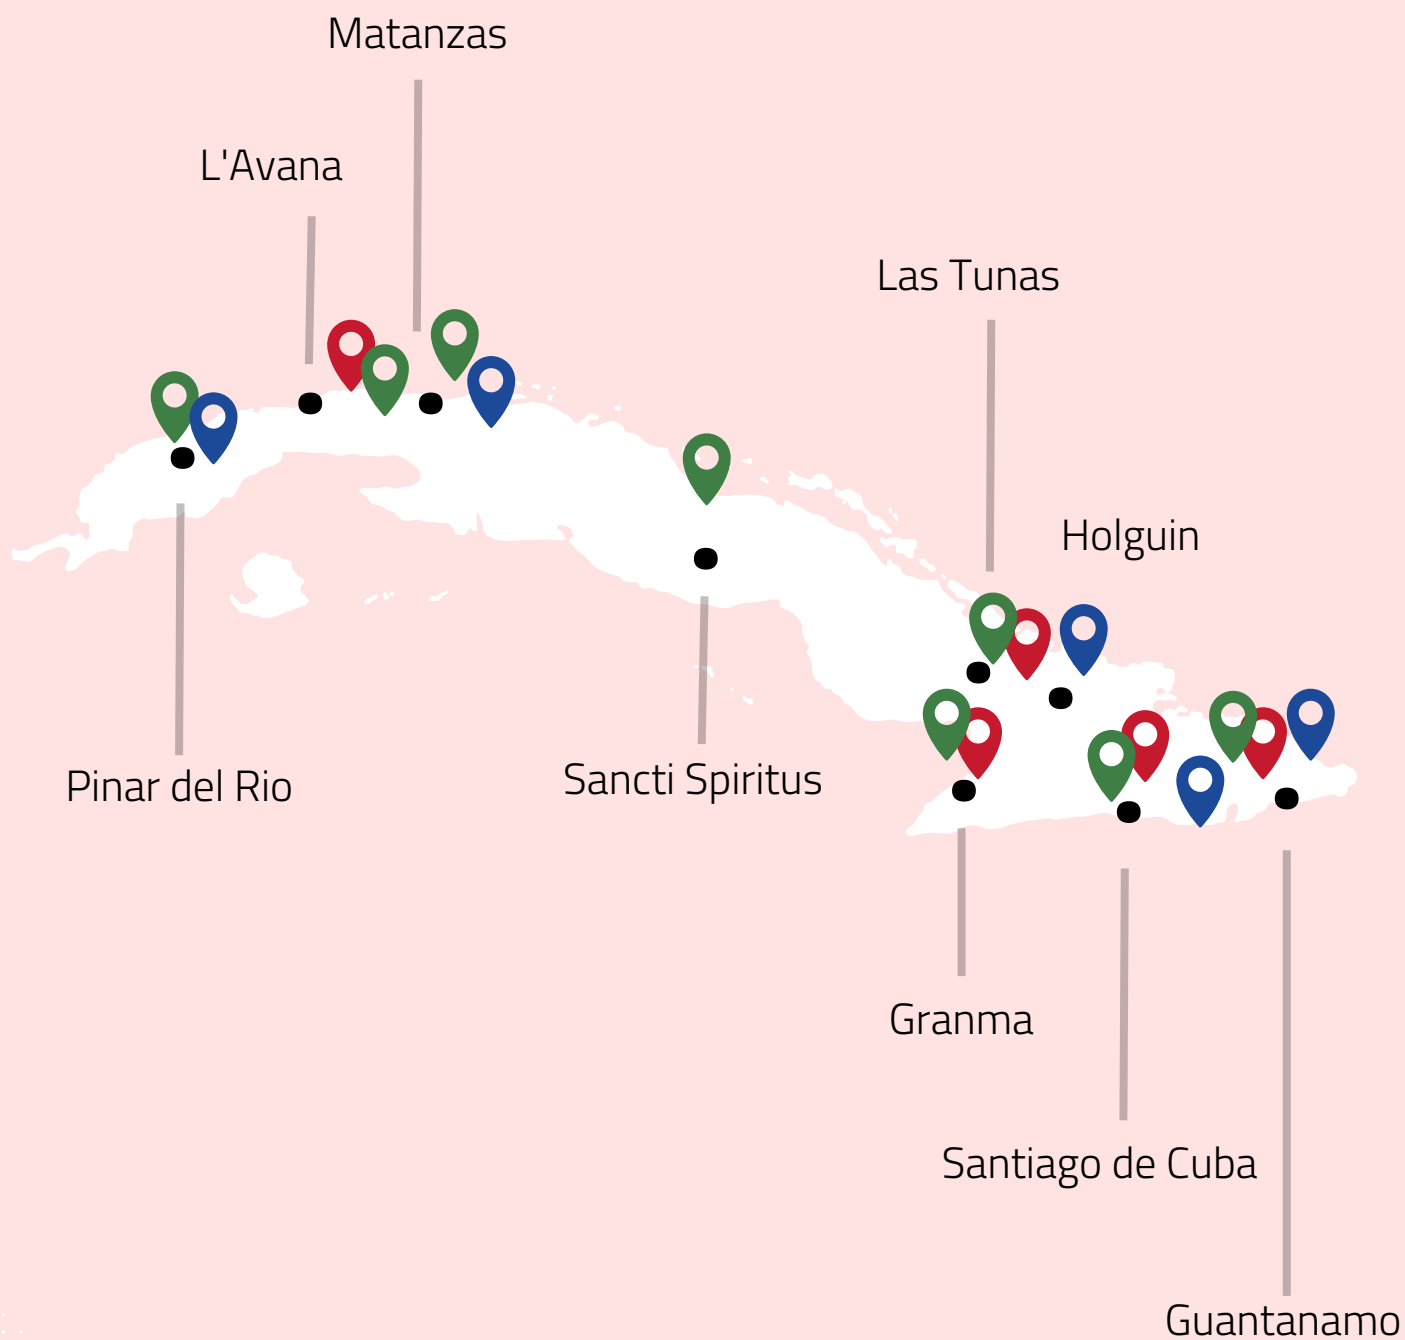 Matanzas
L'Avana
Las Tunas
Holguin
Pinar del Rio
Sancti Spiritus
Granma
Santiago de Cuba
Guantanamo